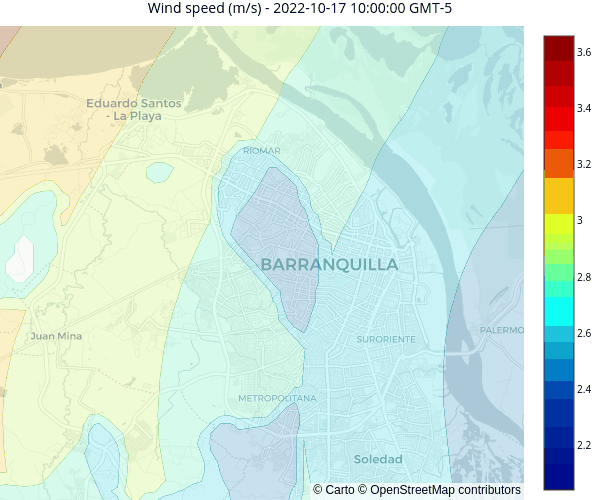 Wind speed (m/s) - 2022-10-17 10:00:00 GMT-5
3.6
3.4
3.2
3
2.8
2.6
2.4
2.2
Eduardo Santos
- La Playa
RIOMAR
BARRANQUILLA
Juan Mina
SURORIENTE
PALERMO
METROPOLITANA
Soledad
© Carto © OpenStreetMap contributors